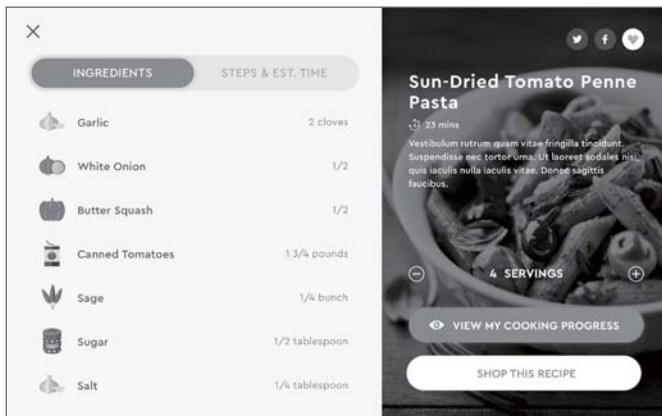 INGREDIENTS
STEPS & EST. TIME
Garlic 2 cloves
White Onion 1/2
Butter Squash 1/2
Canned Tomatoes 1 3/4 pounds
Sage 1/4 bunch
Sugar 1/2 tablespoon
Salt 1/4 tablespoon
Sun-Dried Tomato Penne
Pasta
23 mins
Vestibulum rutrum quam vitae fringilla tincidunt.
Suspendisse nec tortor urna. Ut laoreet sodales nisi,
quis iaculis nulla iaculis vitae. Donec sagittis
faucibus.
4 SERVINGS
VIEW MY COOKING PROGRESS
SHOP THIS RECIPE